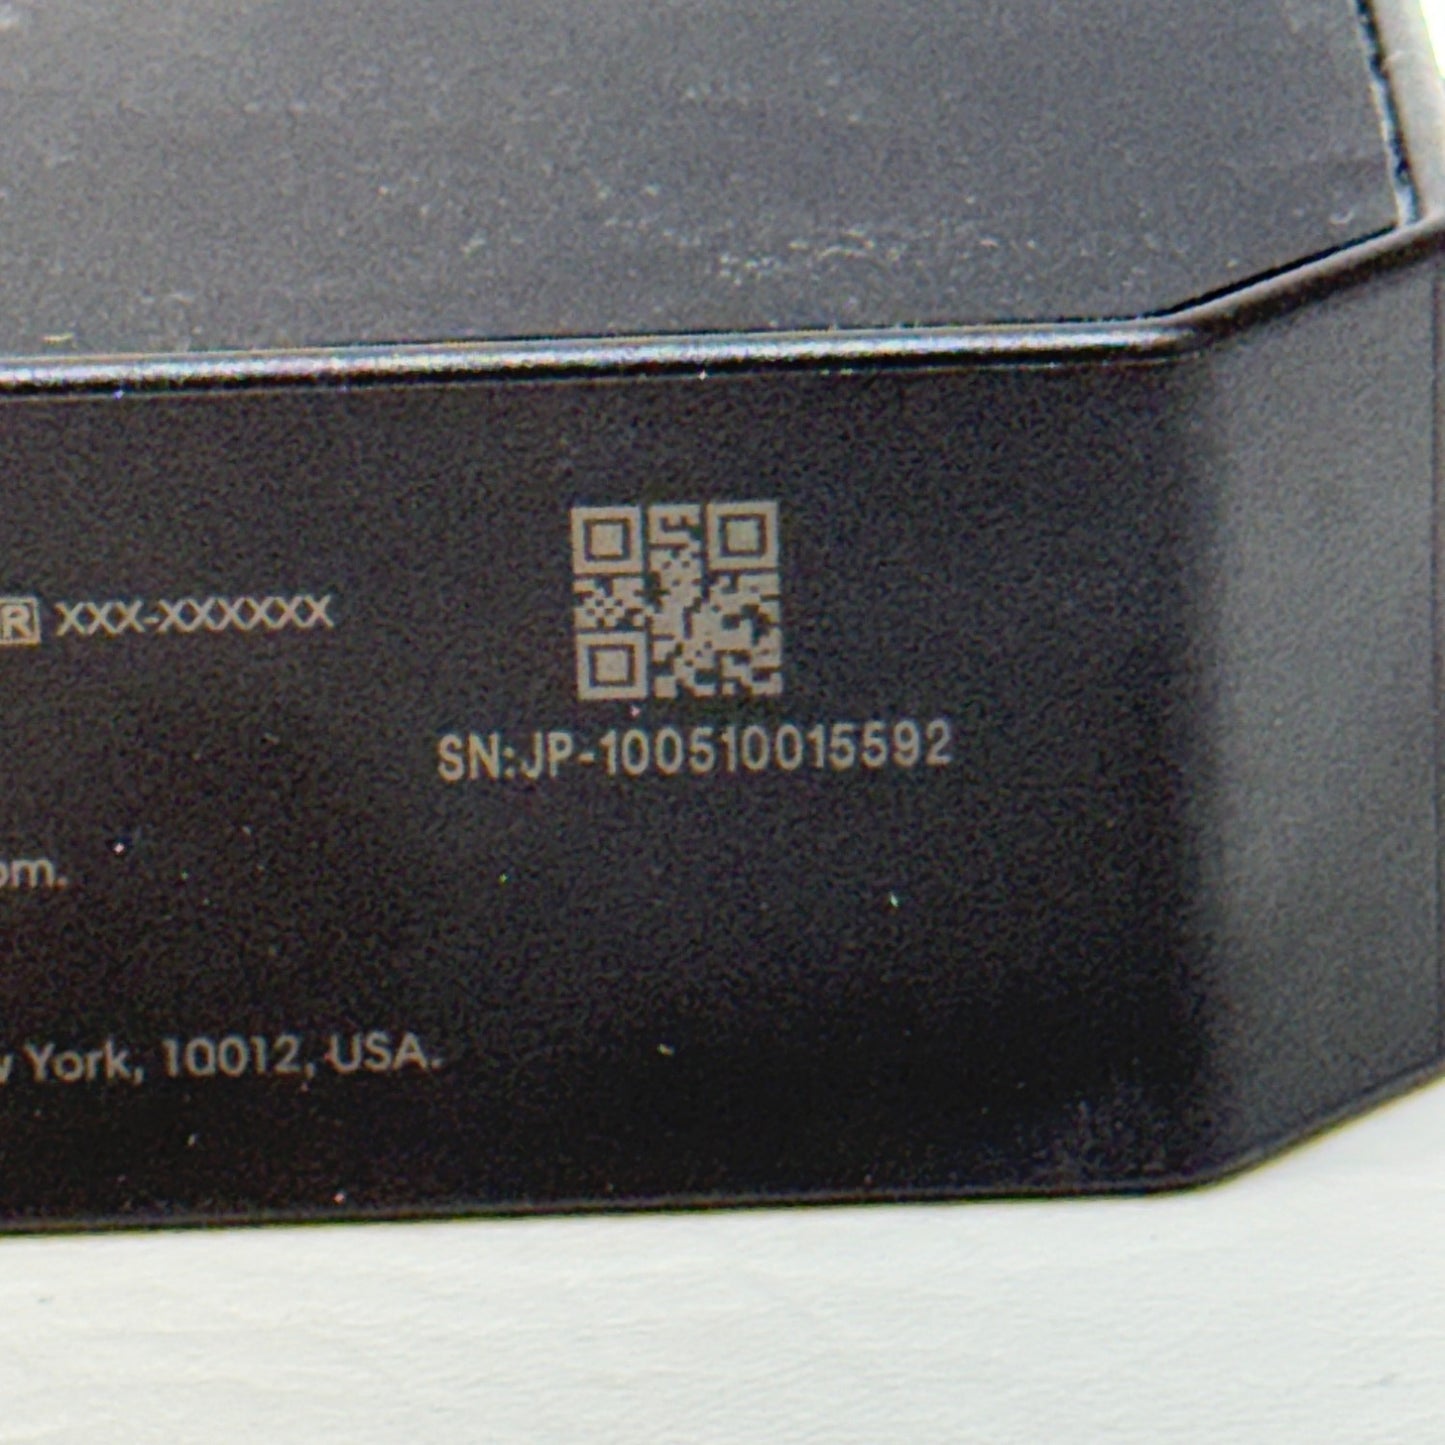 R XXX-XXXXXX
SN:JP-100510015592
om.
w York, 10012, USA.